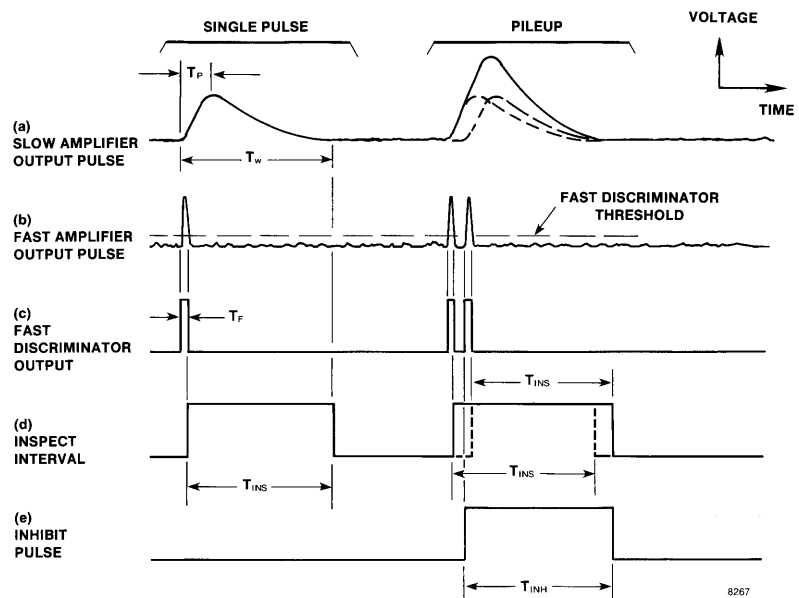 SINGLE PULSE
PILEUP
VOLTAGE
TIME
T_P
(a)
SLOW AMPLIFIER
OUTPUT PULSE
T_W
(b)
FAST AMPLIFIER
OUTPUT PULSE
FAST DISCRIMINATOR
THRESHOLD
(c)
FAST
DISCRIMINATOR
OUTPUT
T_F
T_INS
(d)
INSPECT
INTERVAL
T_INS
T_INS
(e)
INHIBIT
PULSE
T_INH
8267